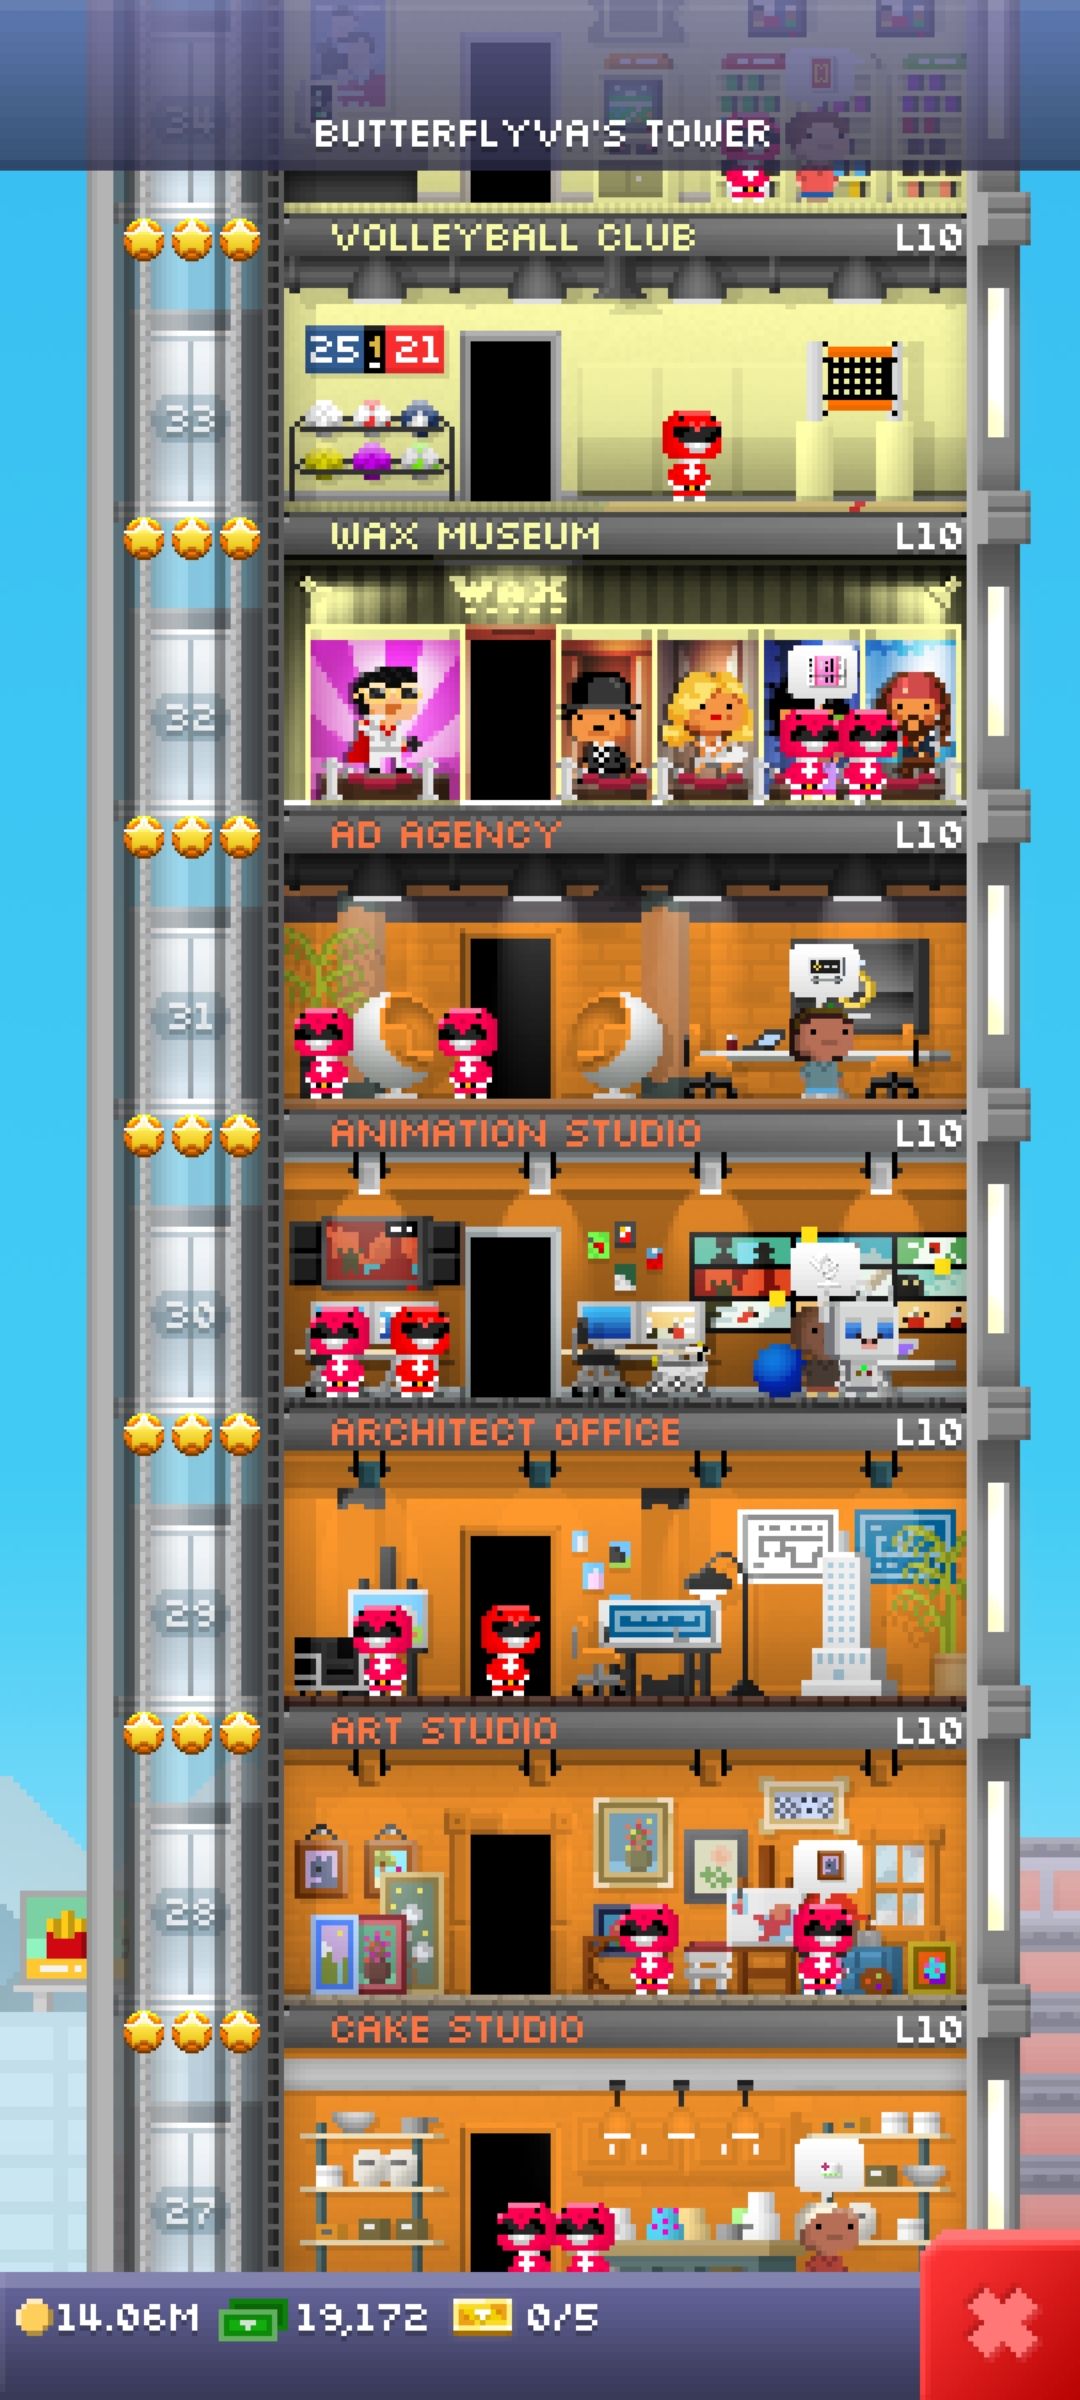 34
BUTTERFLYVA'S TOWER
VOLLEYBALL CLUB L10
25 1 21
33
WAX MUSEUM L10
WAX
32
AD AGENCY L10
31
ANIMATION STUDIO L10
30
ARCHITECT OFFICE L10
29
ART STUDIO L10
28
CAKE STUDIO L10
27
14.06M 19,172 0/5